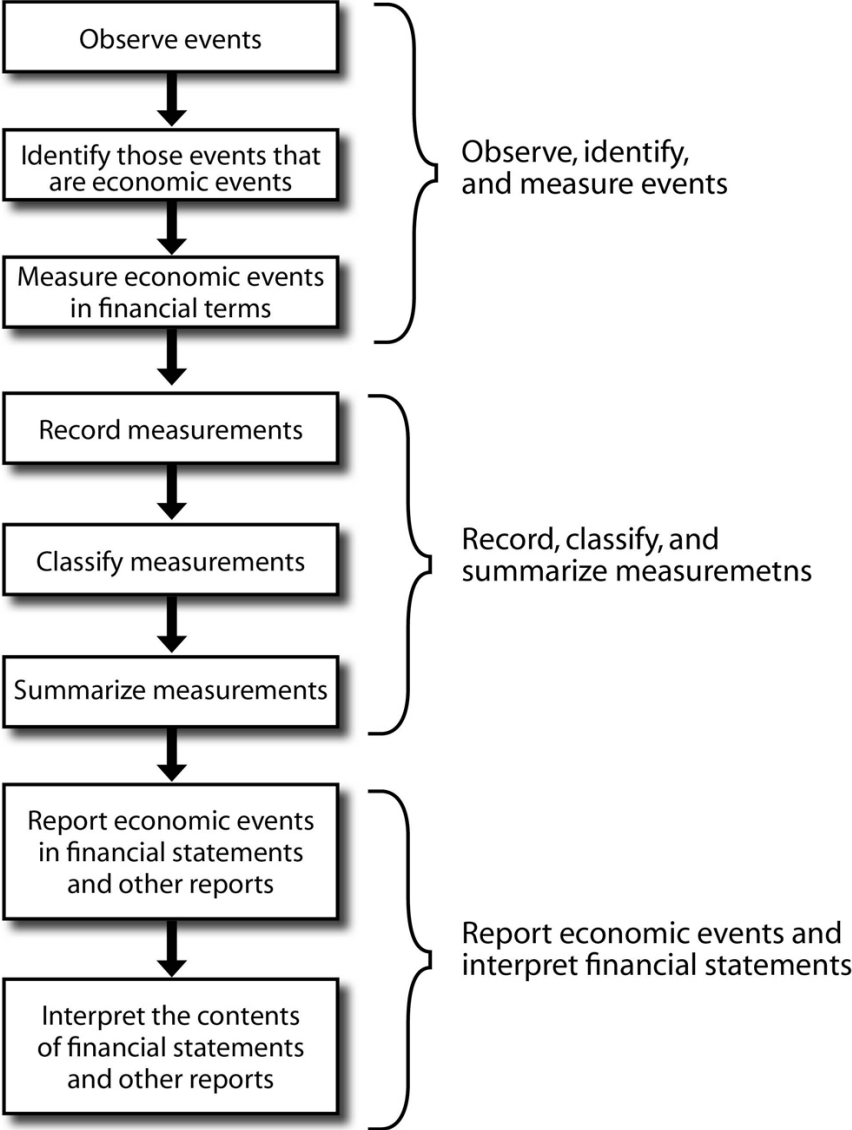 Observe events
Identify those events that
are economic events
Measure economic events
in financial terms
Observe, identify,
and measure events
Record measurements
Classify measurements
Summarize measurements
Record, classify, and
summarize measuremetns
Report economic events
in financial statements
and other reports
Interpret the contents
of financial statements
and other reports
Report economic events and
interpret financial statements